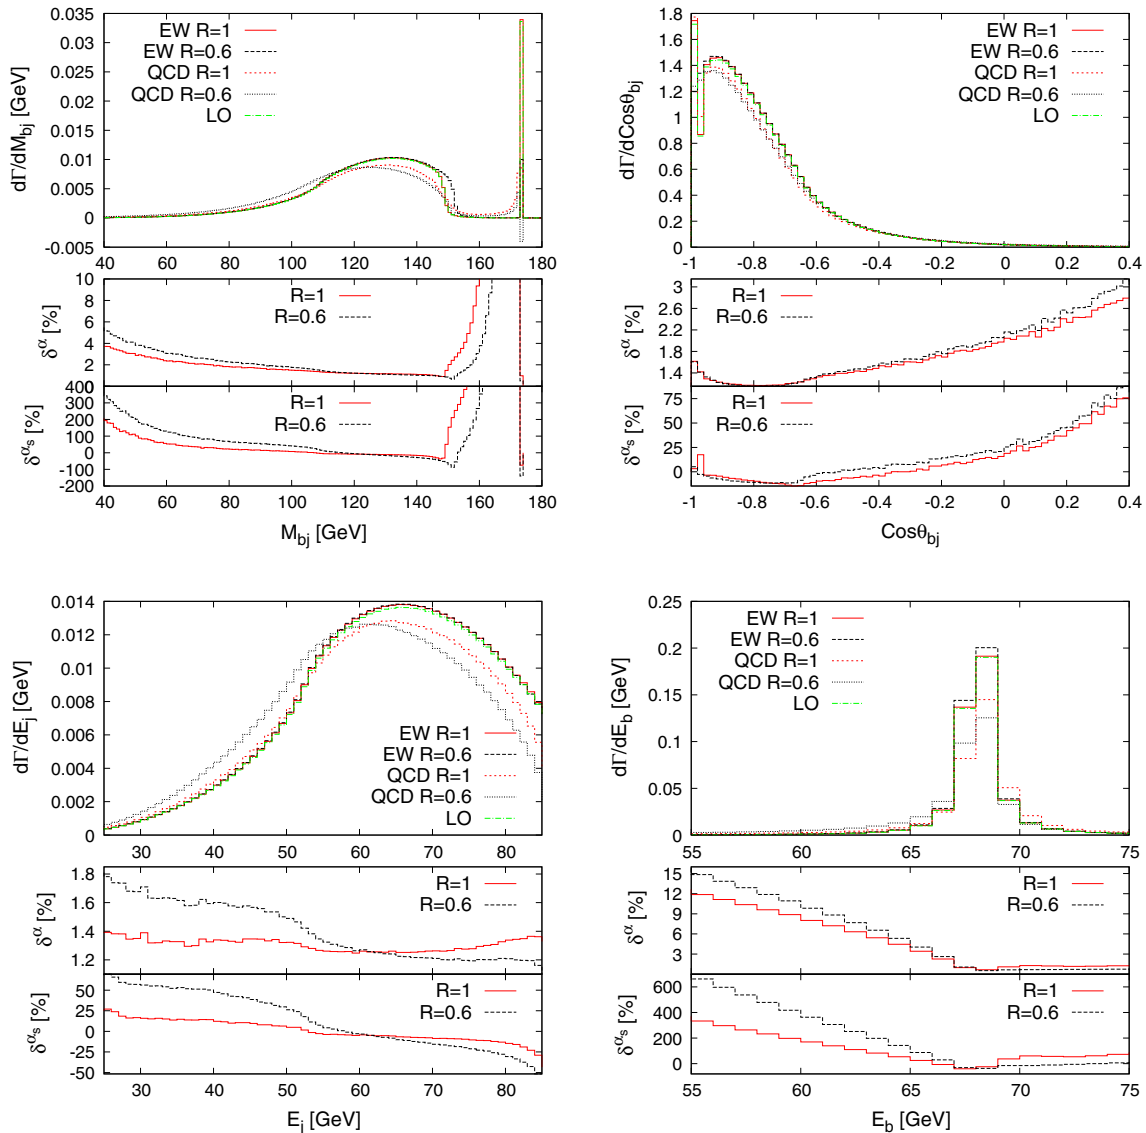 dΓ/dM_bj [GeV]
0.035
0.03
0.025
0.02
0.015
0.01
0.005
0
-0.005
EW R=1
EW R=0.6
QCD R=1
QCD R=0.6
LO
40 60 80 100 120 140 160 180
δ^α [%]
10
8
6
4
2
0
R=1
R=0.6
δ^αs [%]
400
300
200
100
0
-100
-200
R=1
R=0.6
40 60 80 100 120 140 160 180
M_bj [GeV]
dΓ/dCosθ_bj
1.8
1.6
1.4
1.2
1
0.8
0.6
0.4
0.2
0
EW R=1
EW R=0.6
QCD R=1
QCD R=0.6
LO
-1 -0.8 -0.6 -0.4 -0.2 0 0.2 0.4
δ^α [%]
3
2.6
2.2
1.8
1.4
R=1
R=0.6
δ^αs [%]
75
50
25
0
R=1
R=0.6
-1 -0.8 -0.6 -0.4 -0.2 0 0.2 0.4
Cosθ_bj
dΓ/dE_j [GeV]
0.014
0.012
0.01
0.008
0.006
0.004
0.002
0
EW R=1
EW R=0.6
QCD R=1
QCD R=0.6
LO
30 40 50 60 70 80
δ^α [%]
1.8
1.6
1.4
1.2
R=1
R=0.6
δ^αs [%]
50
25
0
-25
-50
R=1
R=0.6
30 40 50 60 70 80
E_j [GeV]
dΓ/dE_b [GeV]
0.25
0.2
0.15
0.1
0.05
0
EW R=1
EW R=0.6
QCD R=1
QCD R=0.6
LO
55 60 65 70 75
δ^α [%]
15
12
9
6
3
R=1
R=0.6
δ^αs [%]
600
400
200
0
R=1
R=0.6
55 60 65 70 75
E_b [GeV]